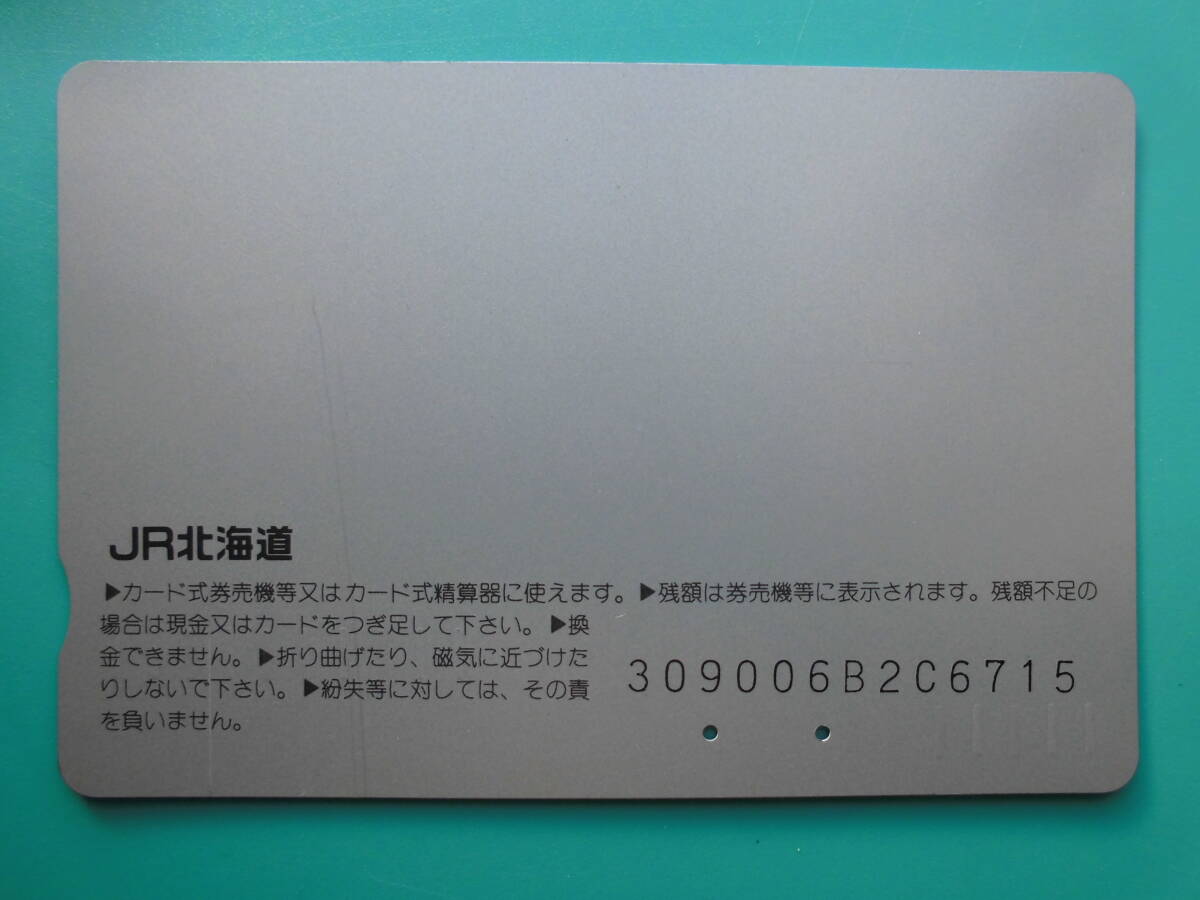 JR北海道
▶カード式券売機等又はカード式精算器に使えます。▶残額は券売機等に表示されます。残額不足の
場合は現金又はカードをつぎ足して下さい。▶換
金できません。▶折り曲げたり、磁気に近づけた
りしないで下さい。▶紛失等に対しては、その責
を負いません。
309006B2C6715